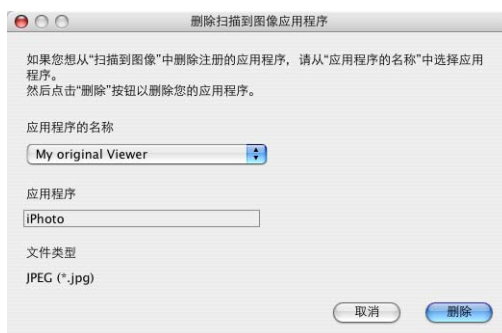 删除扫描到图像应用程序
如果您想从“扫描到图像”中删除注册的应用程序，请从“应用程序的名称”中选择应用
程序。
然后点击“删除”按钮以删除您的应用程序。
应用程序的名称
My original Viewer
应用程序
iPhoto
文件类型
JPEG (*.jpg)
取消
删除